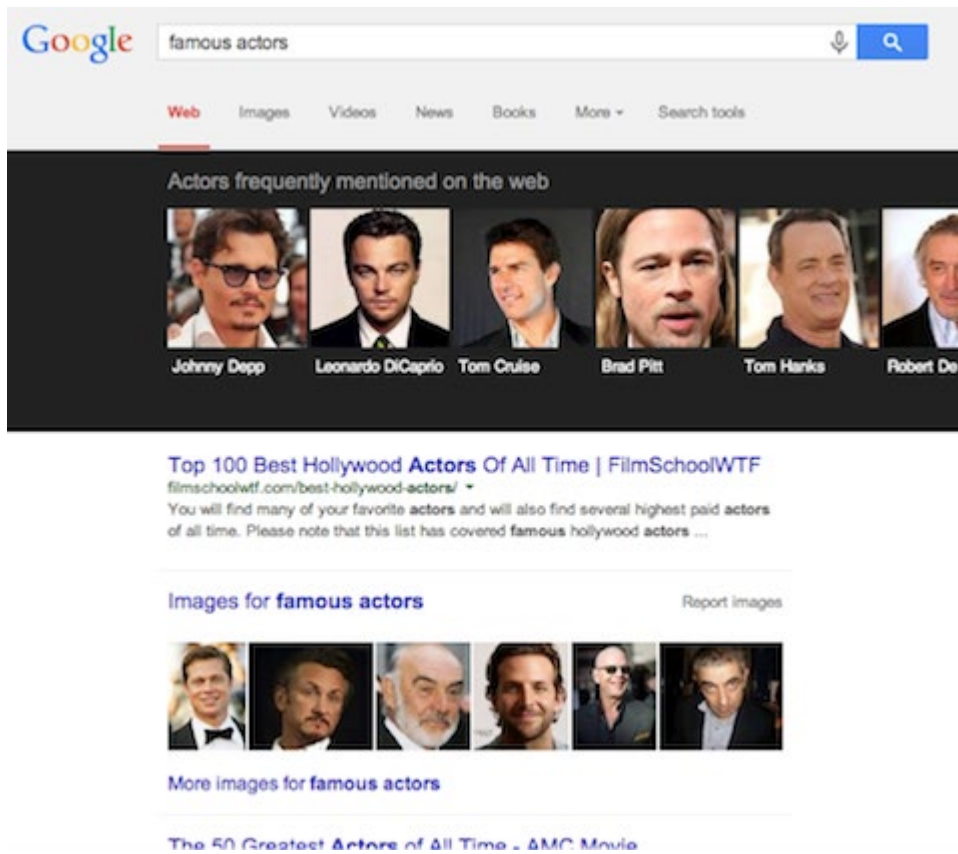 Google
famous actors
Web Images Videos News Books More Search tools
Actors frequently mentioned on the web
Johnny Depp Leonardo DiCaprio Tom Cruise Brad Pitt Tom Hanks Robert De
Top 100 Best Hollywood Actors Of All Time | FilmSchoolWTF
filmschoolwtf.com/best-hollywood-actors/
You will find many of your favorite actors and will also find several highest paid actors
of all time. Please note that this list has covered famous hollywood actors ...
Images for famous actors Report images
More images for famous actors
The 50 Greatest Actors of All Time - AMC Movie